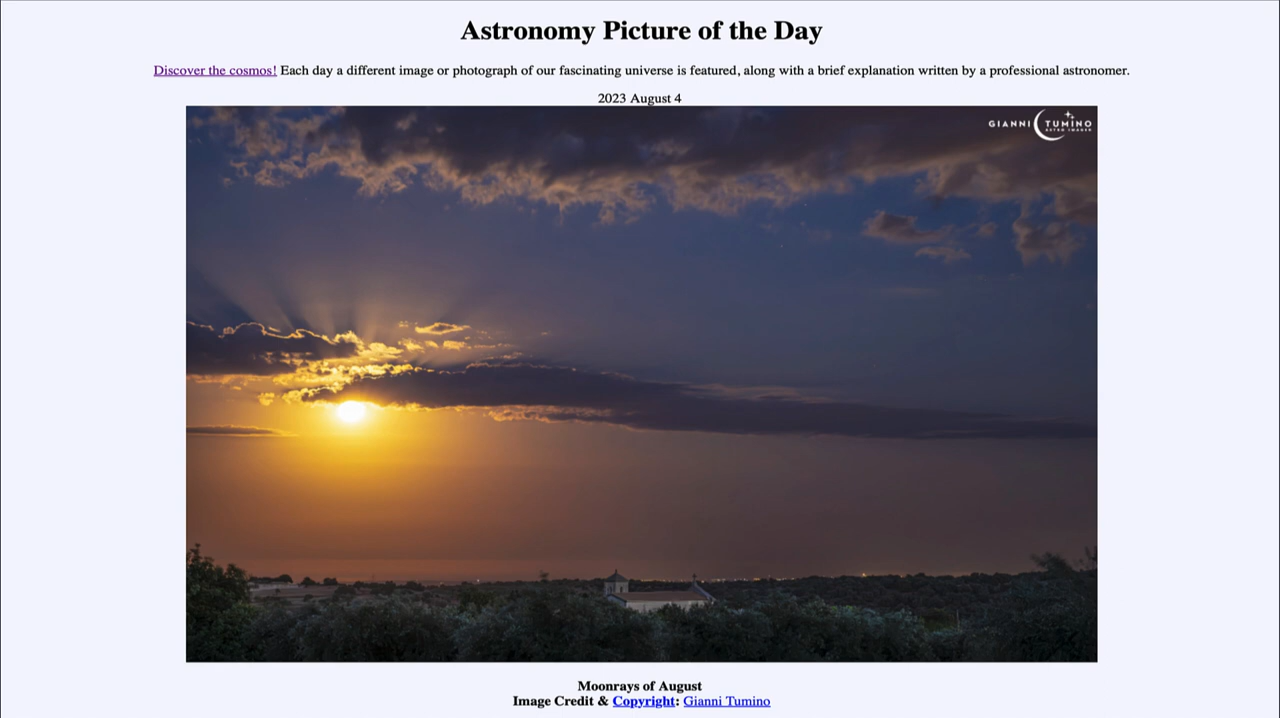 Astronomy Picture of the Day
Discover the cosmos! Each day a different image or photograph of our fascinating universe is featured, along with a brief explanation written by a professional astronomer.
2023 August 4
GIANNI TUMINO
ASTRO IMAGES
Moonrays of August
Image Credit & Copyright: Gianni Tumino